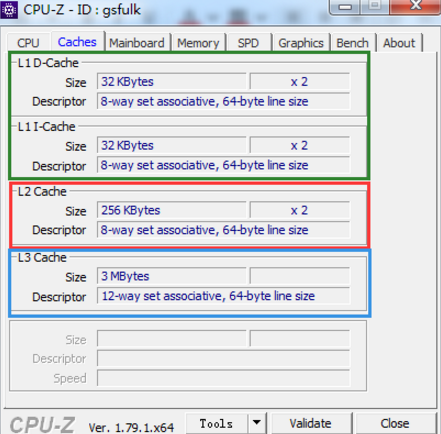 CPU-Z - ID : gsfulk
CPU Caches Mainboard Memory SPD Graphics Bench About
L1 D-Cache
Size 32 KBytes x 2
Descriptor 8-way set associative, 64-byte line size
L1 I-Cache
Size 32 KBytes x 2
Descriptor 8-way set associative, 64-byte line size
L2 Cache
Size 256 KBytes x 2
Descriptor 8-way set associative, 64-byte line size
L3 Cache
Size 3 MBytes
Descriptor 12-way set associative, 64-byte line size
Size
Descriptor
Speed
CPU-Z Ver. 1.79.1.x64 Tools Validate Close